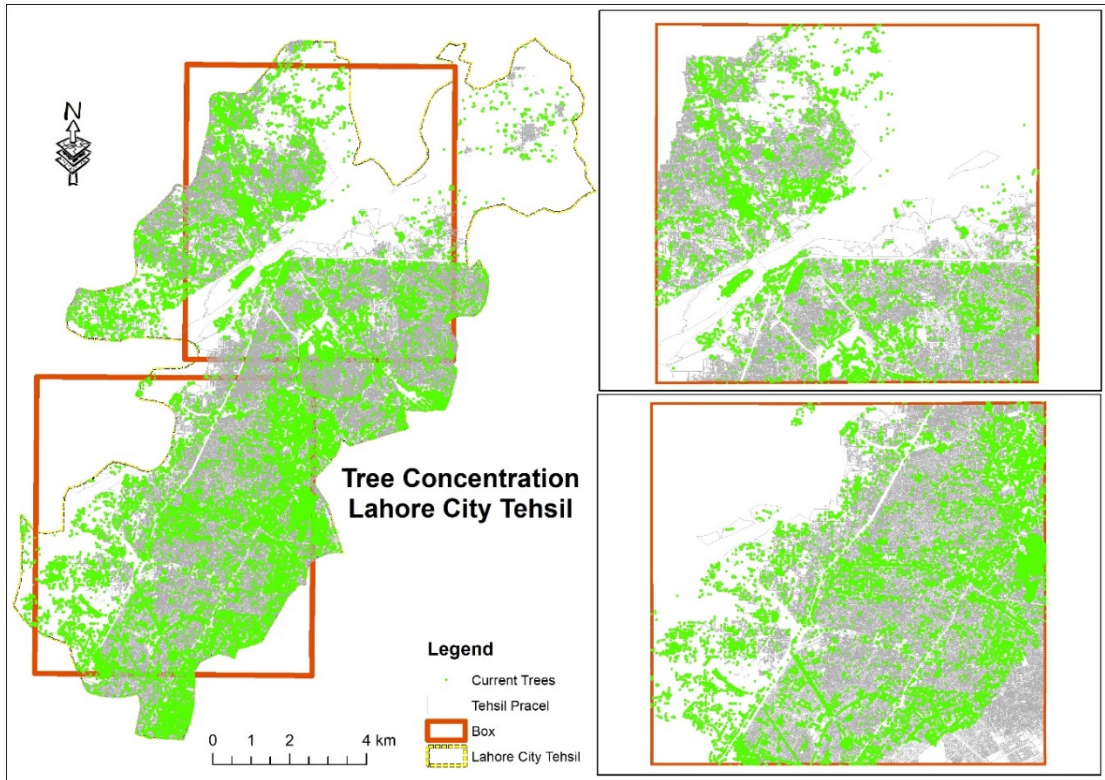 N
Tree Concentration
Lahore City Tehsil
Legend
Current Trees
Tehsil Pracel
Box
Lahore City Tehsil
0 1 2 4 km